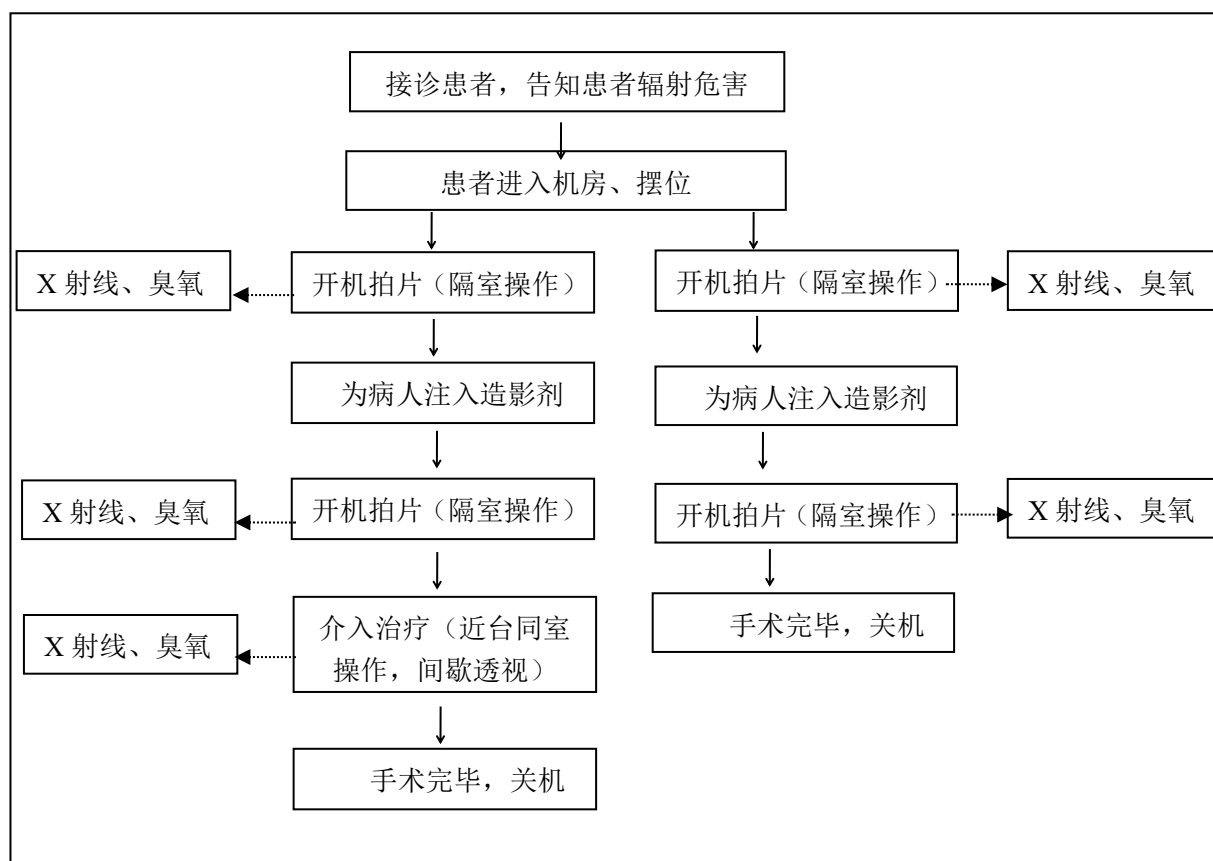 接诊患者，告知患者辐射危害
患者进入机房、摆位
X 射线、臭氧
开机拍片（隔室操作）
开机拍片（隔室操作）
X 射线、臭氧
为病人注入造影剂
为病人注入造影剂
X 射线、臭氧
开机拍片（隔室操作）
开机拍片（隔室操作）
X 射线、臭氧
X 射线、臭氧
介入治疗（近台同室
操作，间歇透视）
手术完毕，关机
手术完毕，关机